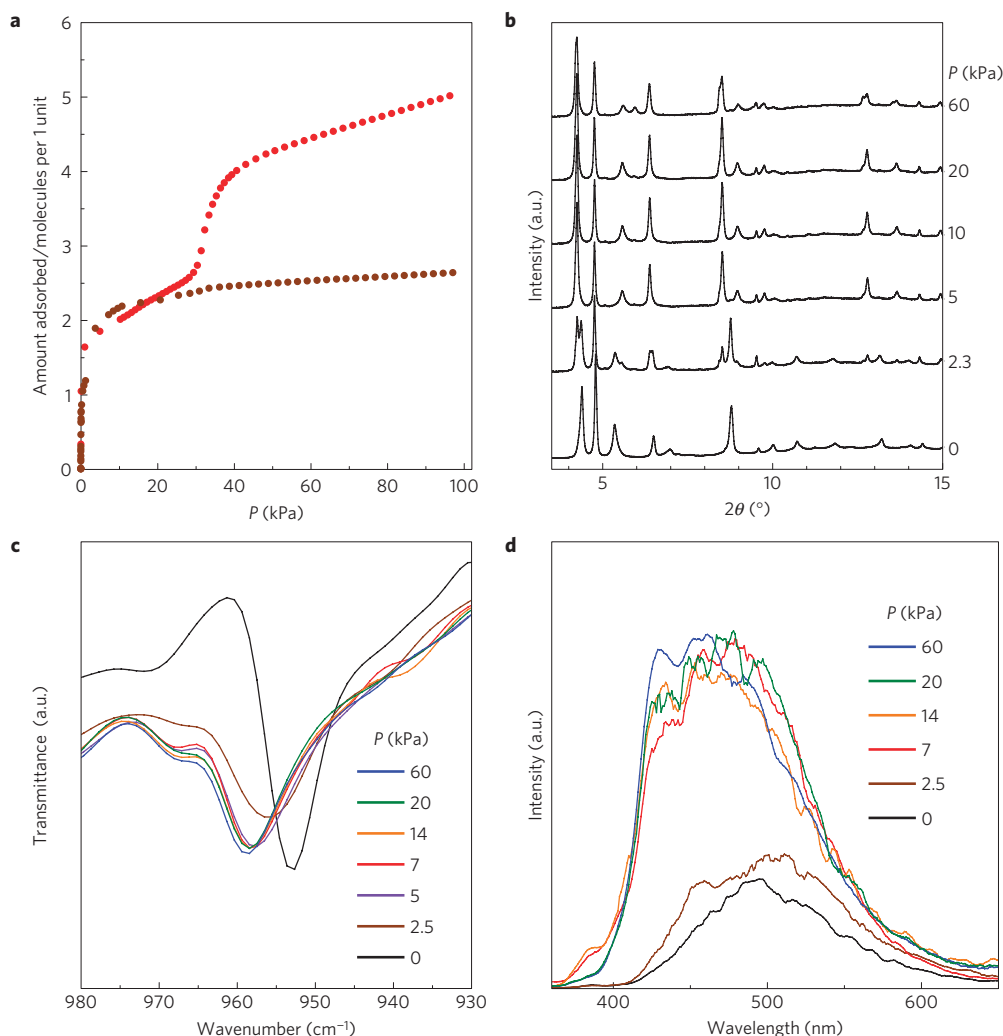 a
Amount adsorbed/molecules per 1 unit
6
5
4
3
2
1
0
0
20
40
60
80
100
P (kPa)
b
Intensity (a.u.)
P (kPa)
60
20
10
5
2.3
0
5
10
15
2θ (°)
c
Transmittance (a.u.)
P (kPa)
60
20
14
7
5
2.5
0
980
970
960
950
940
930
Wavenumber (cm⁻¹)
d
Intensity (a.u.)
P (kPa)
60
20
14
7
2.5
0
400
500
600
Wavelength (nm)